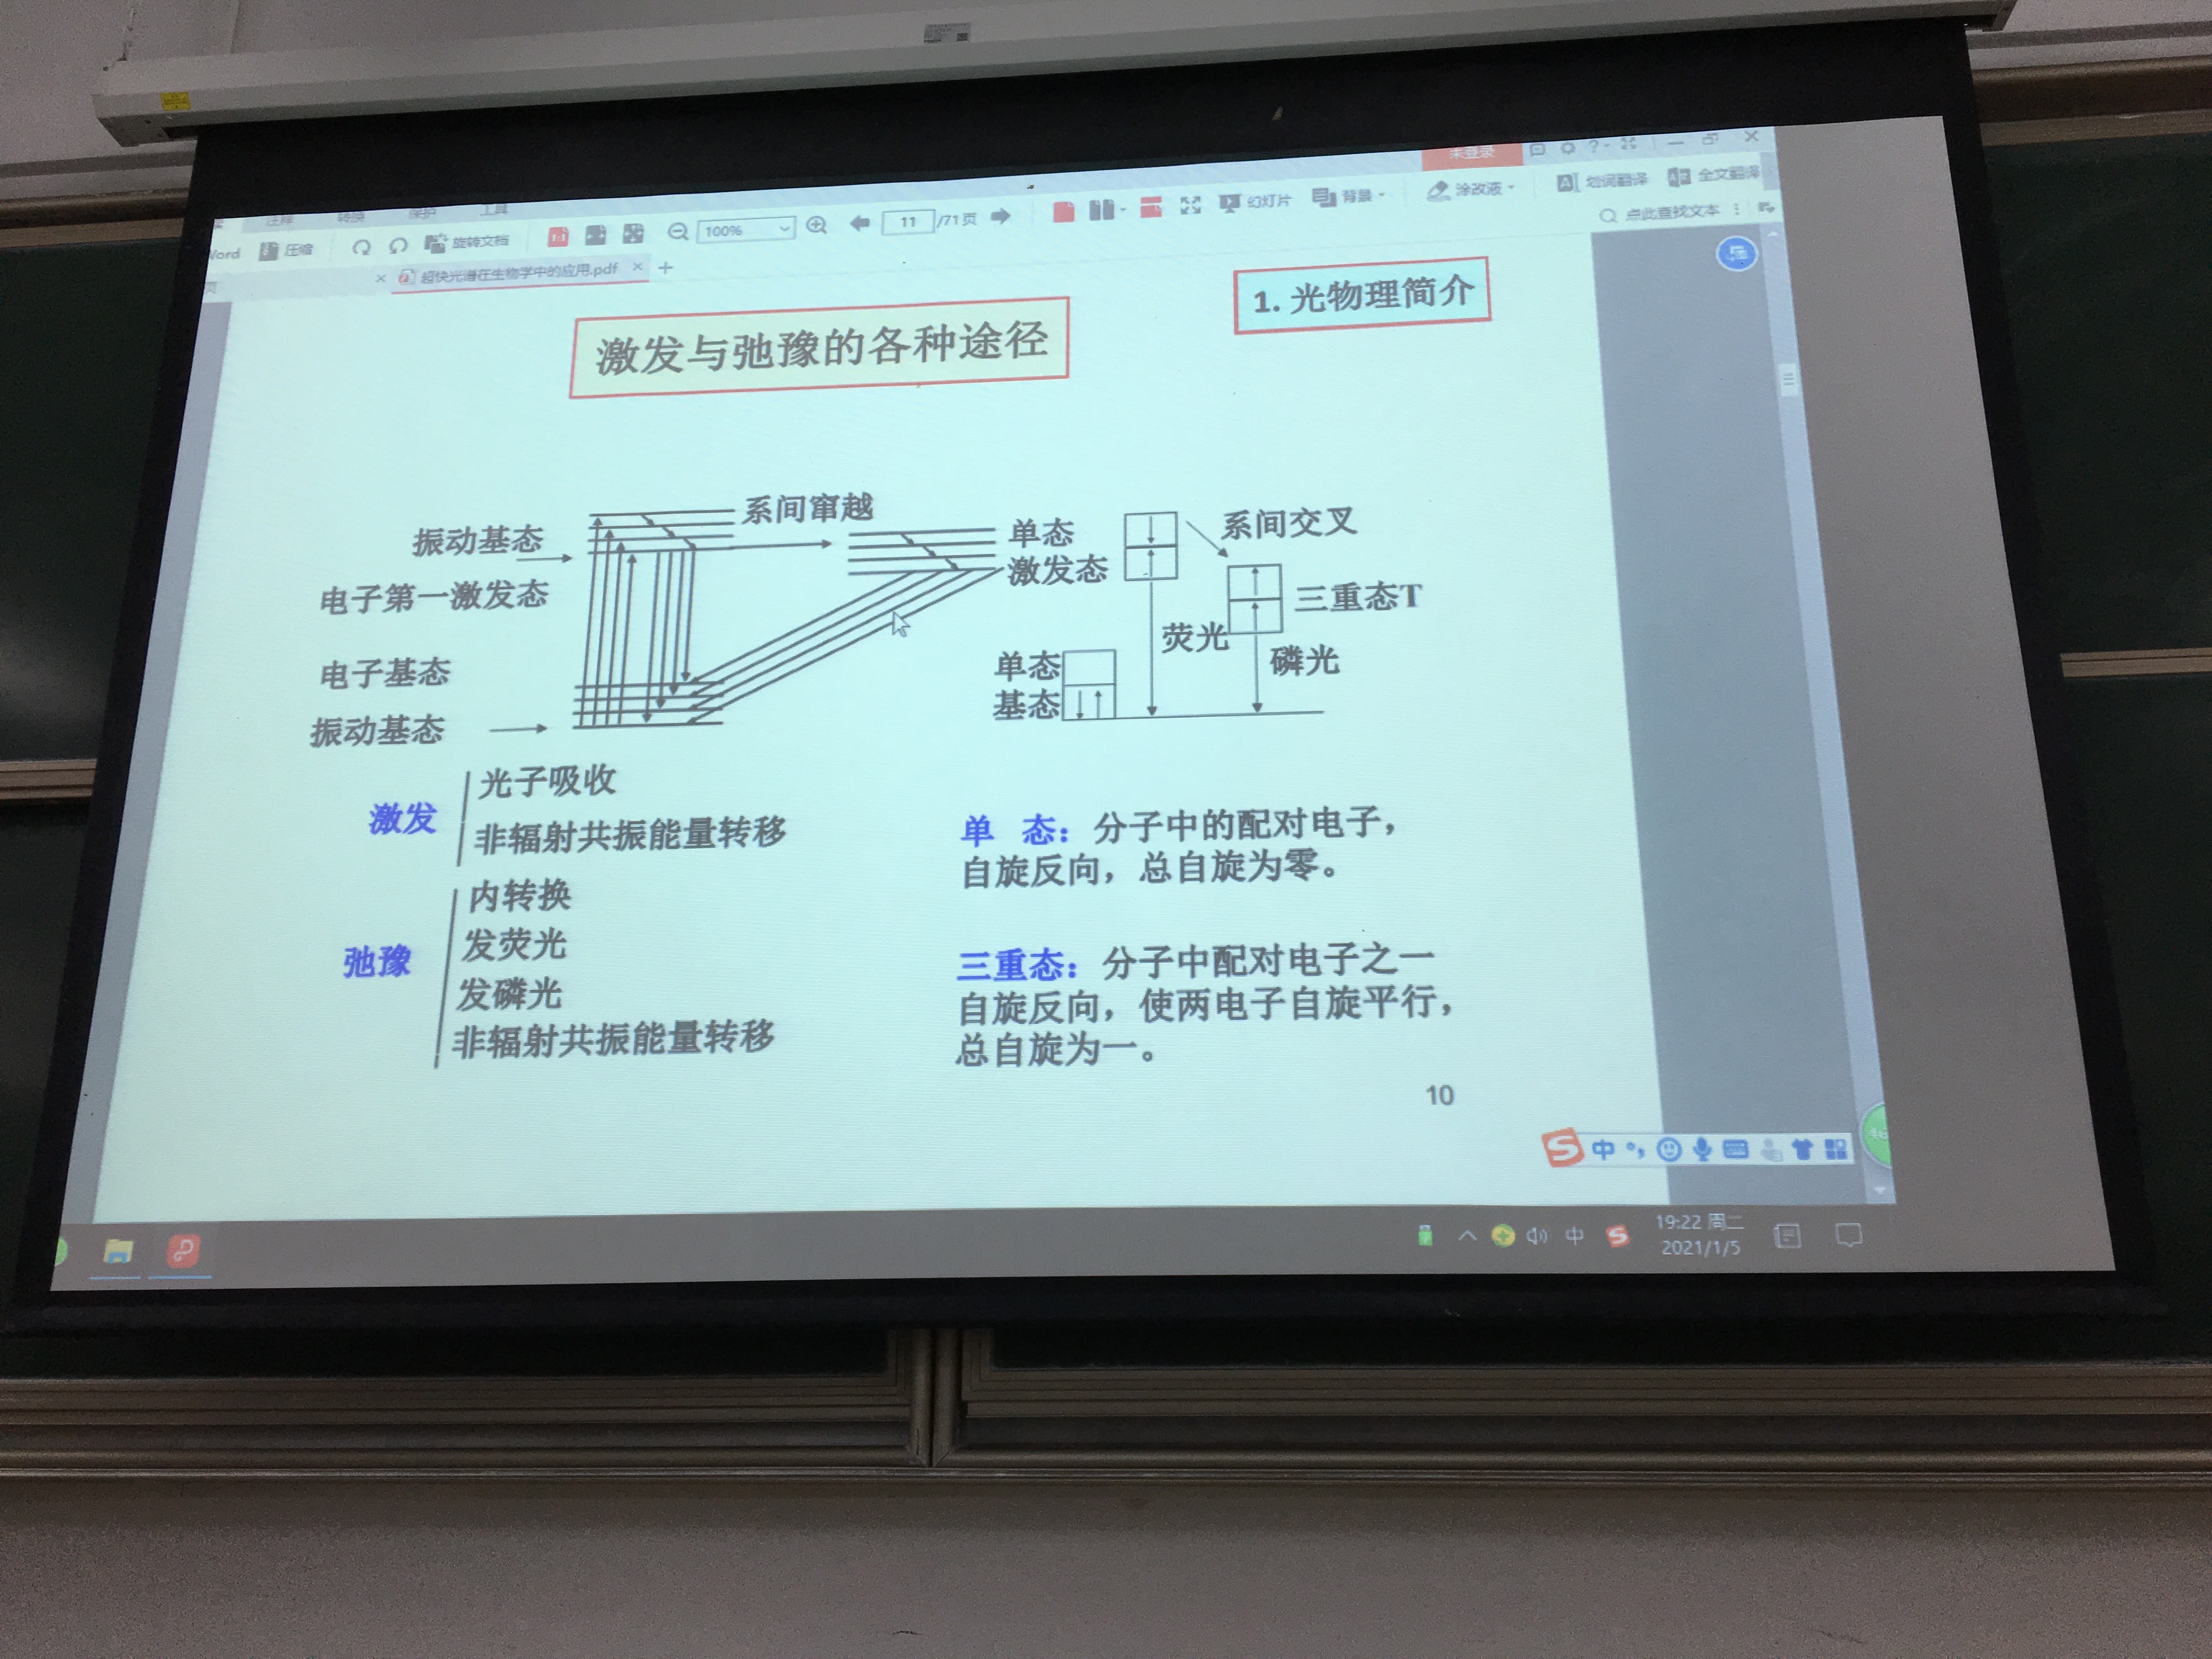 未登录
注释 转换 保护 工具
Word 压缩 旋转文档 1:1 100% 11 /71页 幻灯片 背景 涂改液 划词翻译 全文翻译
点此查找文本
页 超快光谱在生物学中的应用.pdf
1. 光物理简介
激发与弛豫的各种途径
系间窜越
振动基态
电子第一激发态
电子基态
振动基态
单态
激发态
系间交叉
三重态T
荧光
磷光
单态
基态
激发
光子吸收
非辐射共振能量转移
弛豫
内转换
发荧光
发磷光
非辐射共振能量转移
单 态：分子中的配对电子，
自旋反向，总自旋为零。
三重态：分子中配对电子之一
自旋反向，使两电子自旋平行，
总自旋为一。
10
S 中
中 S 19:22 周二
2021/1/5